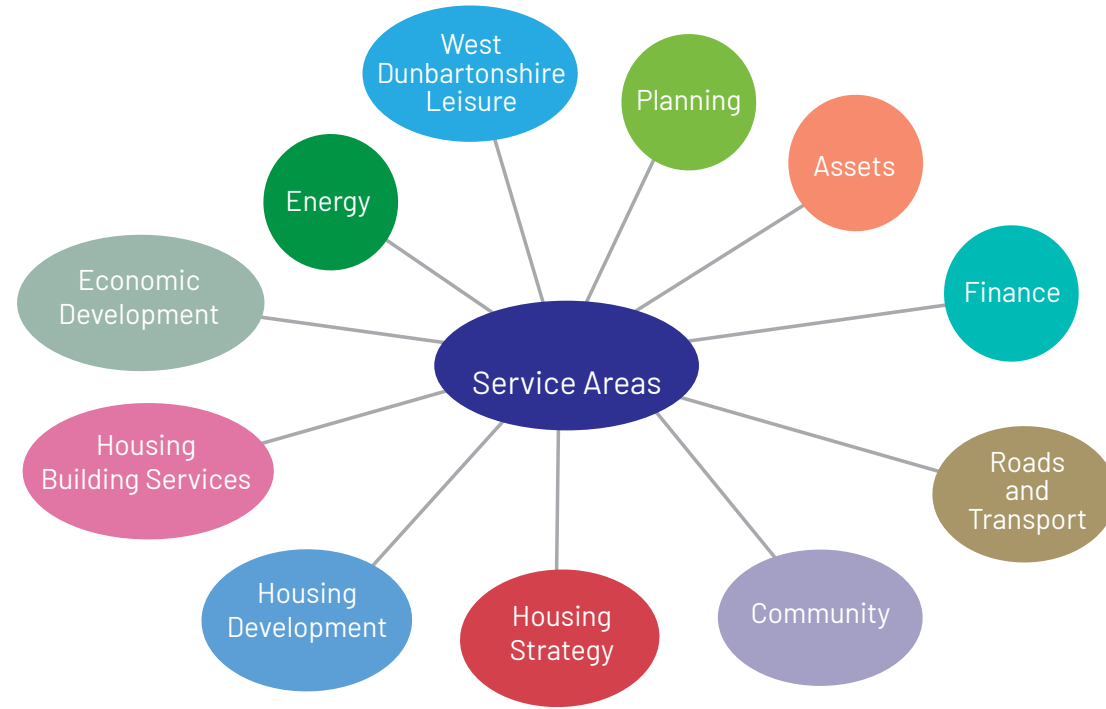 West
Dunbartonshire
Leisure
Planning
Assets
Energy
Finance
Economic
Development
Service Areas
Housing
Building Services
Roads
and
Transport
Housing
Development
Housing
Strategy
Community